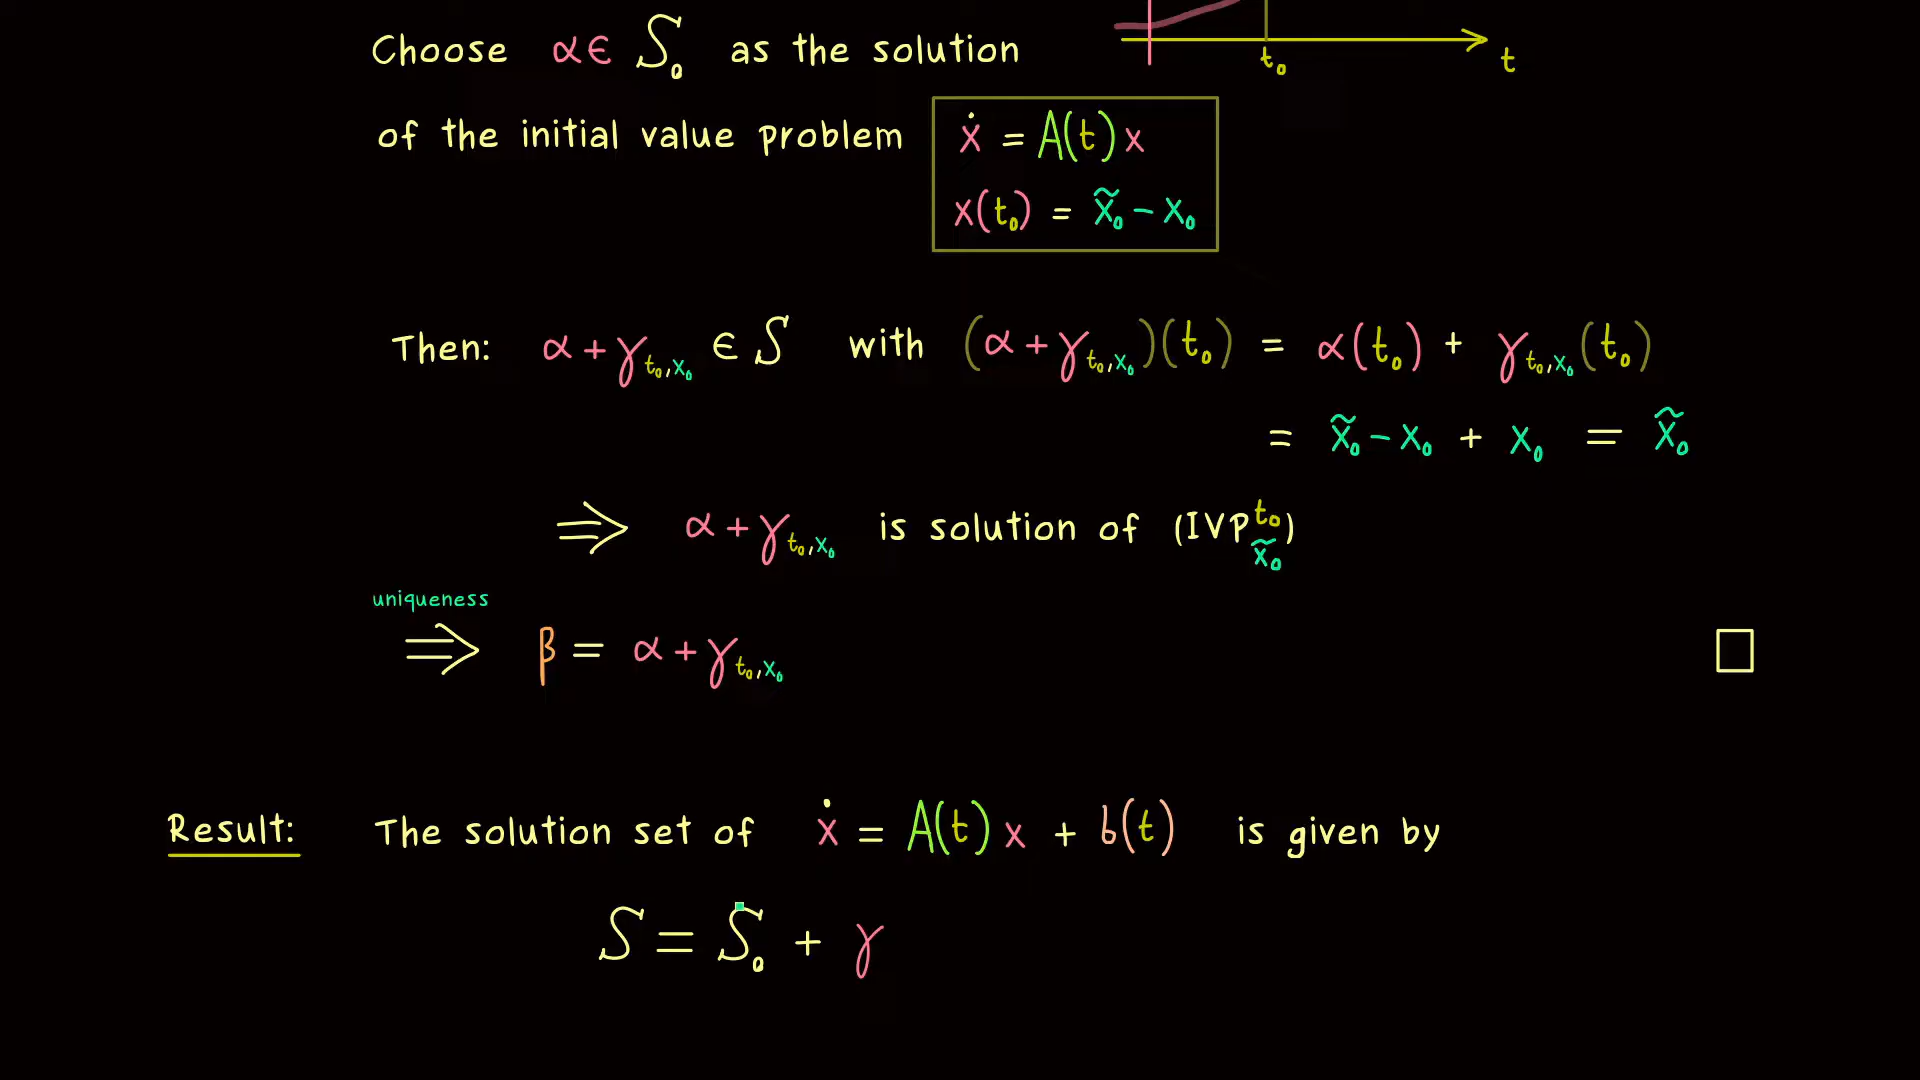 Choose α ∈ S₀ as the solution
t₀ t
of the initial value problem
ẋ = A(t)x
x(t₀) = x̃₀ - x₀
Then: α + γ_{t₀,x₀} ∈ S with (α + γ_{t₀,x₀})(t₀) = α(t₀) + γ_{t₀,x₀}(t₀)
= x̃₀ - x₀ + x₀ = x̃₀
⇒ α + γ_{t₀,x₀} is solution of (IVP^{t₀}_{x̃₀})
uniqueness
⇒ β = α + γ_{t₀,x₀} □
Result: The solution set of ẋ = A(t)x + b(t) is given by
S = S₀ + γ